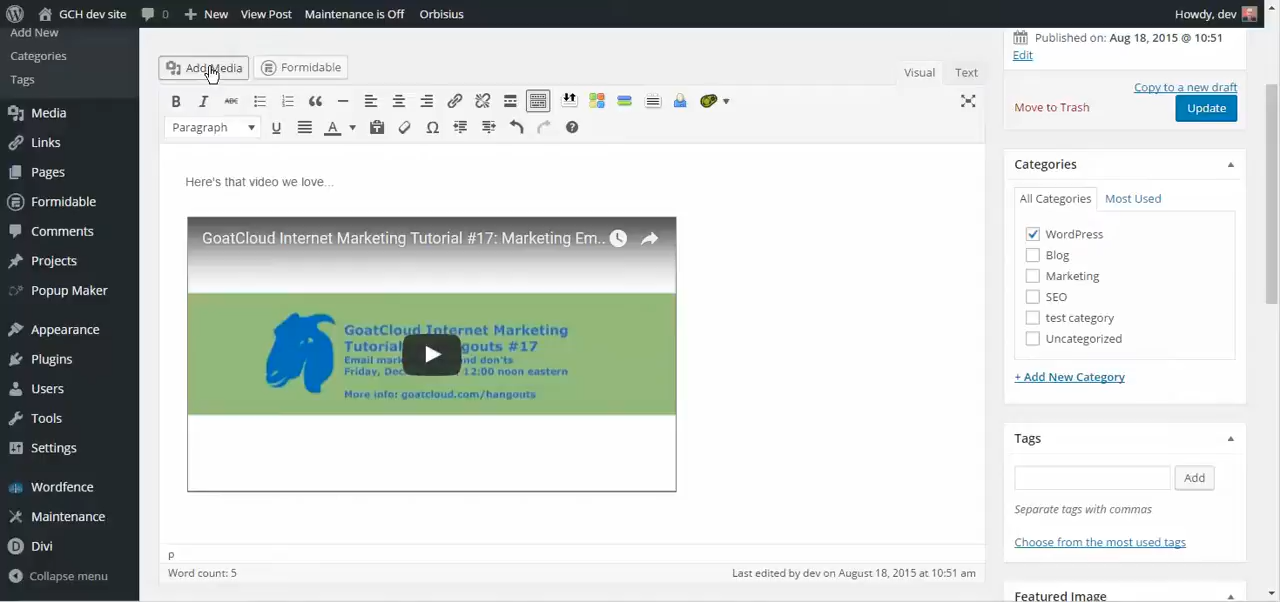 GCH dev site
0
New
View Post
Maintenance is Off
Orbisius
Howdy, dev
Add New
Categories
Tags
Media
Links
Pages
Formidable
Comments
Projects
Popup Maker
Appearance
Plugins
Users
Tools
Settings
Wordfence
Maintenance
Divi
Collapse menu
Add Media
Formidable
Visual
Text
B
I
ABC
Paragraph
U
A
Here's that video we love...
GoatCloud Internet Marketing Tutorial #17: Marketing Em..
GoatCloud Internet Marketing
#17
Friday,
12:00 noon eastern
More info: goatcloud.com/hangouts
p
Word count: 5
Last edited by dev on August 18, 2015 at 10:51 am
Published on: Aug 18, 2015 @ 10:51
Edit
Copy to a new draft
Move to Trash
Update
Categories
All Categories
Most Used
WordPress
Blog
Marketing
SEO
test category
Uncategorized
+ Add New Category
Tags
Add
Separate tags with commas
Choose from the most used tags
Featured Image